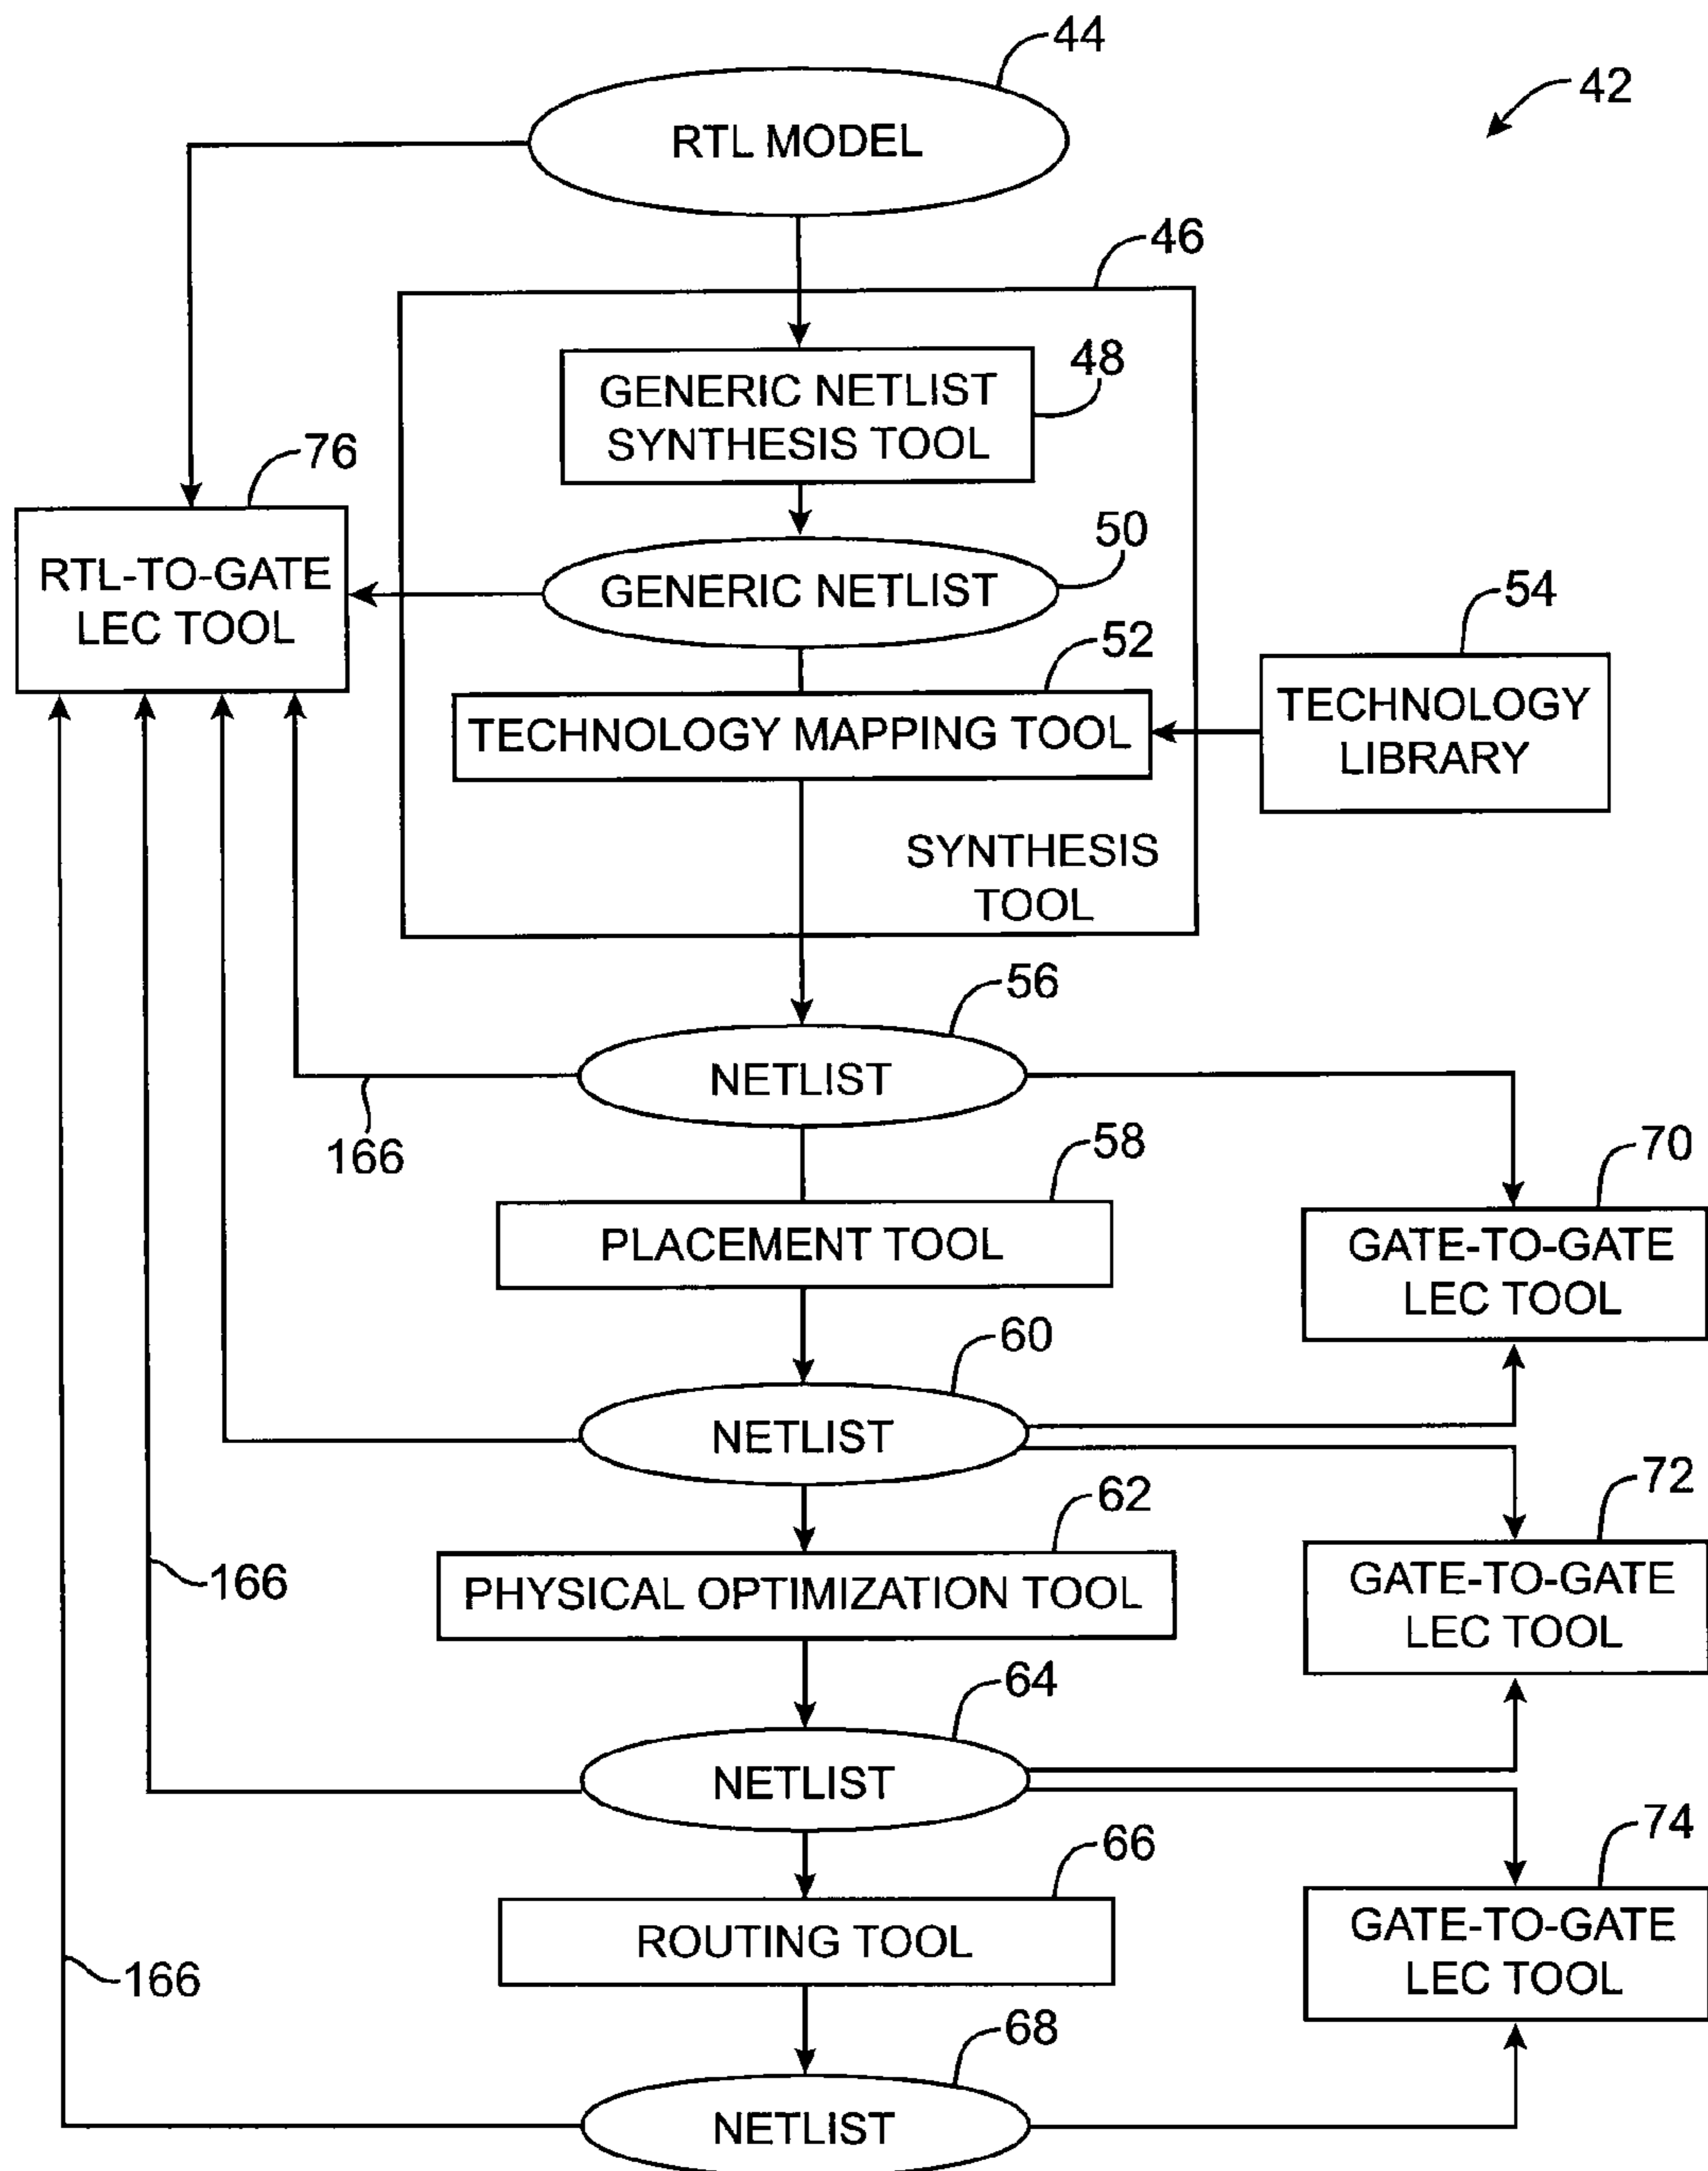 44
42
RTL MODEL
46
48
GENERIC NETLIST
SYNTHESIS TOOL
76
50
RTL-TO-GATE
LEC TOOL
GENERIC NETLIST
54
52
TECHNOLOGY MAPPING TOOL
TECHNOLOGY
LIBRARY
SYNTHESIS
TOOL
56
NETLIST
166
58
70
PLACEMENT TOOL
GATE-TO-GATE
LEC TOOL
60
NETLIST
72
62
166
PHYSICAL OPTIMIZATION TOOL
GATE-TO-GATE
LEC TOOL
64
NETLIST
74
66
ROUTING TOOL
GATE-TO-GATE
LEC TOOL
166
68
NETLIST